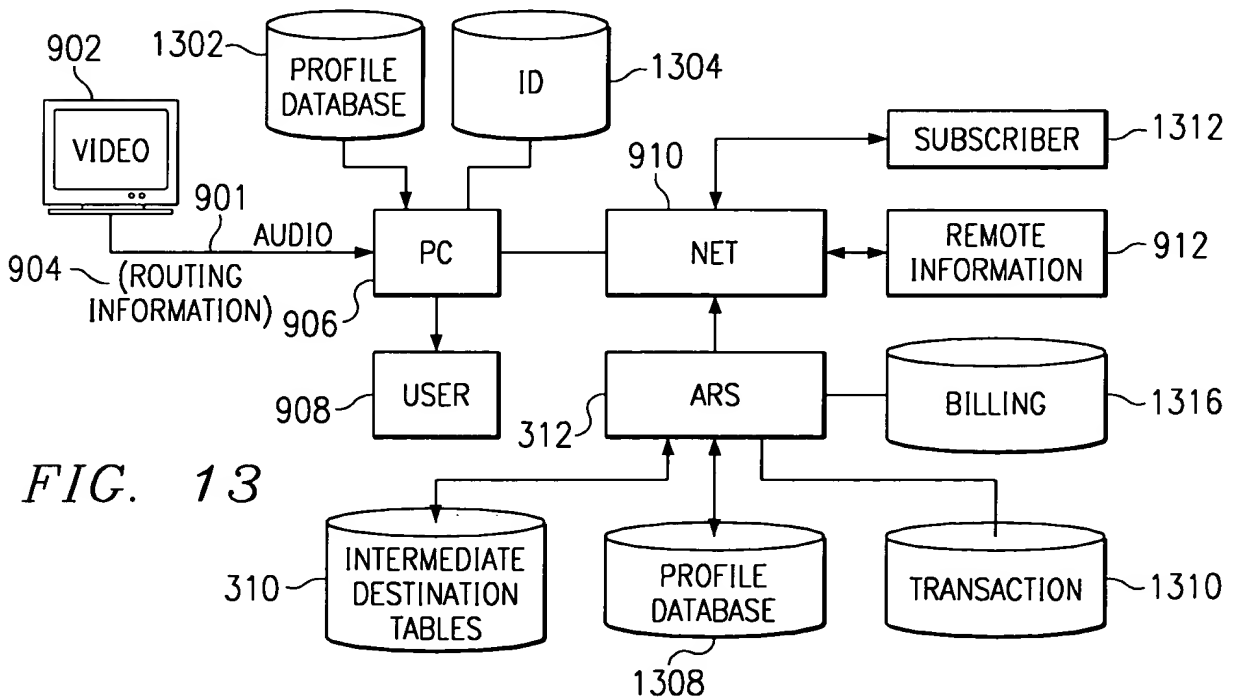 1302
PROFILE
DATABASE
ID
1304
902
VIDEO
901
AUDIO
904
(ROUTING
INFORMATION)
PC
906
USER
908
910
NET
SUBSCRIBER
1312
REMOTE
INFORMATION
912
ARS
312
BILLING
1316
FIG. 13
310
INTERMEDIATE
DESTINATION
TABLES
PROFILE
DATABASE
1308
TRANSACTION
1310